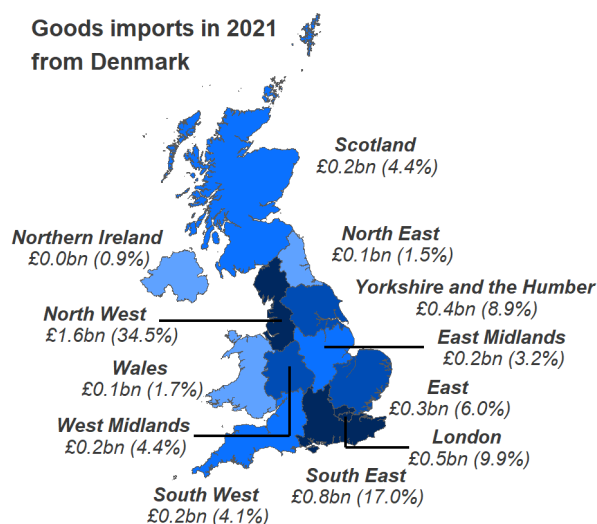 Goods imports in 2021
from Denmark
Scotland
£0.2bn (4.4%)
Northern Ireland
£0.0bn (0.9%)
North East
£0.1bn (1.5%)
Yorkshire and the Humber
£0.4bn (8.9%)
North West
£1.6bn (34.5%)
East Midlands
£0.2bn (3.2%)
Wales
£0.1bn (1.7%)
East
£0.3bn (6.0%)
West Midlands
£0.2bn (4.4%)
London
£0.5bn (9.9%)
South East
£0.8bn (17.0%)
South West
£0.2bn (4.1%)